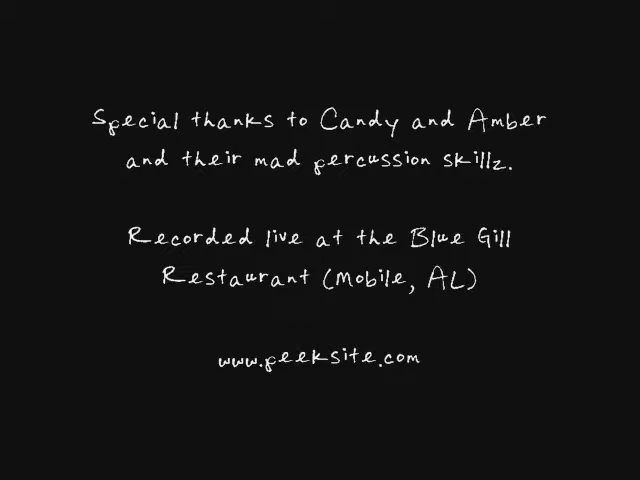 Special thanks to Candy and Amber
and their mad percussion skillz.
Recorded live at the Blue Gill
Restaurant (Mobile, AL)
www.peeksite.com